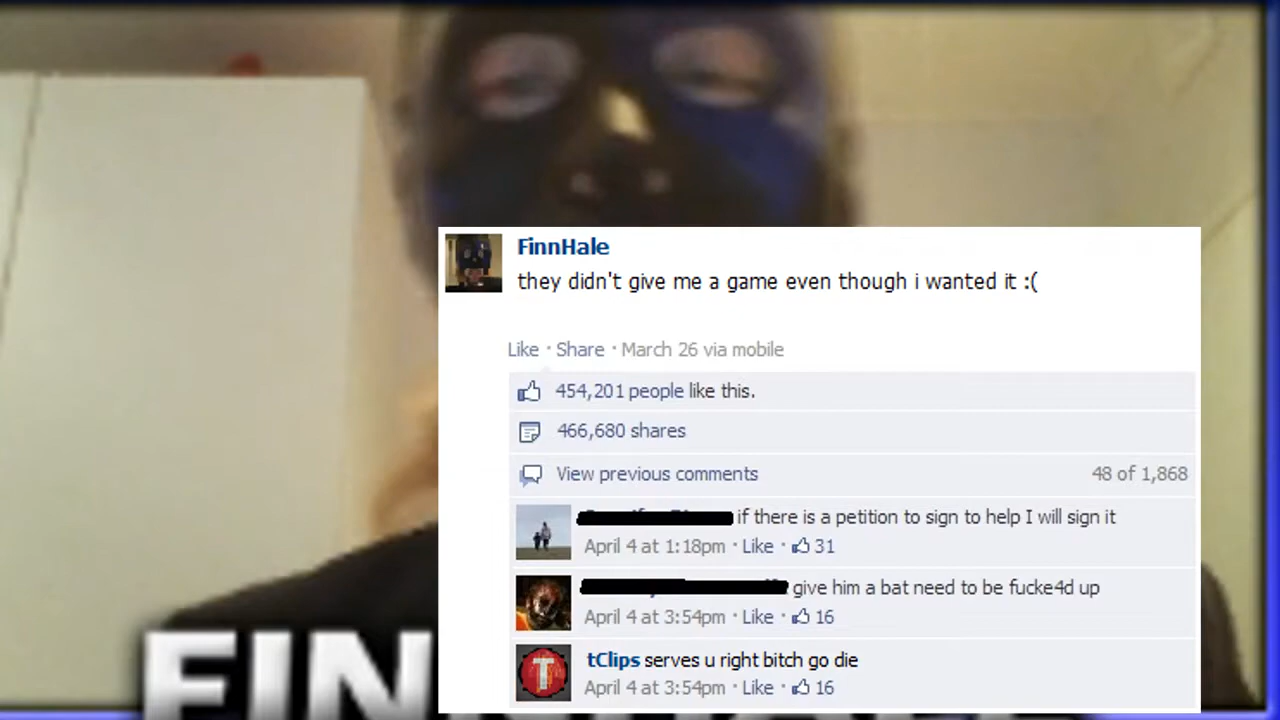 FinnHale
they didn't give me a game even though i wanted it :(
Like · Share · March 26 via mobile
454,201 people like this.
466,680 shares
View previous comments 48 of 1,868
if there is a petition to sign to help I will sign it
April 4 at 1:18pm · Like · 31
give him a bat need to be fucke4d up
April 4 at 3:54pm · Like · 16
T
tClips serves u right bitch go die
April 4 at 3:54pm · Like · 16